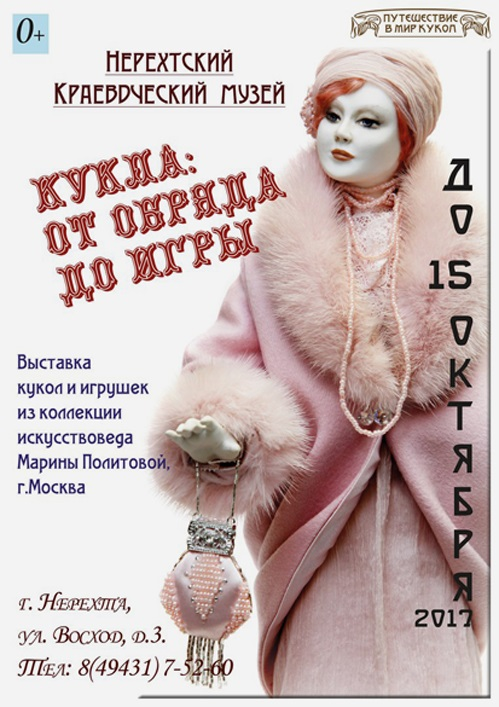 0+
ПУТЕШЕСТВИЕ
В МИР КУКОЛ
НЕРЕХТСКИЙ
КРАЕВДЧЕСКИЙ МУЗЕЙ
КУКЛА:
ОТ ОБРЯДА
ДО ИГРЫ
ДО 15 ОКТЯБРЯ
2017
Выставка
кукол и игрушек
из коллекции
искусствоведа
Марины Политовой,
г.Москва
г. Нерехта,
ул. Восход, д.3.
Тел: 8(49431) 7-52-60